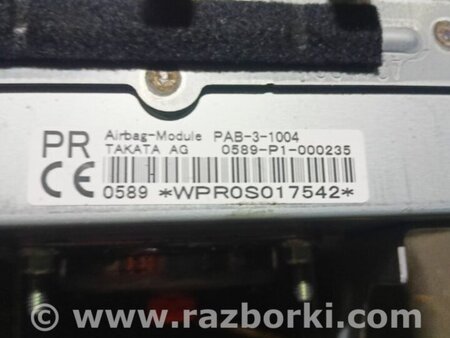 PR Airbag-Module PAB-3-1004
TAKATA AG 0589-P1-000235
CE 0589 *WPR0S017542*
www.razborki.com